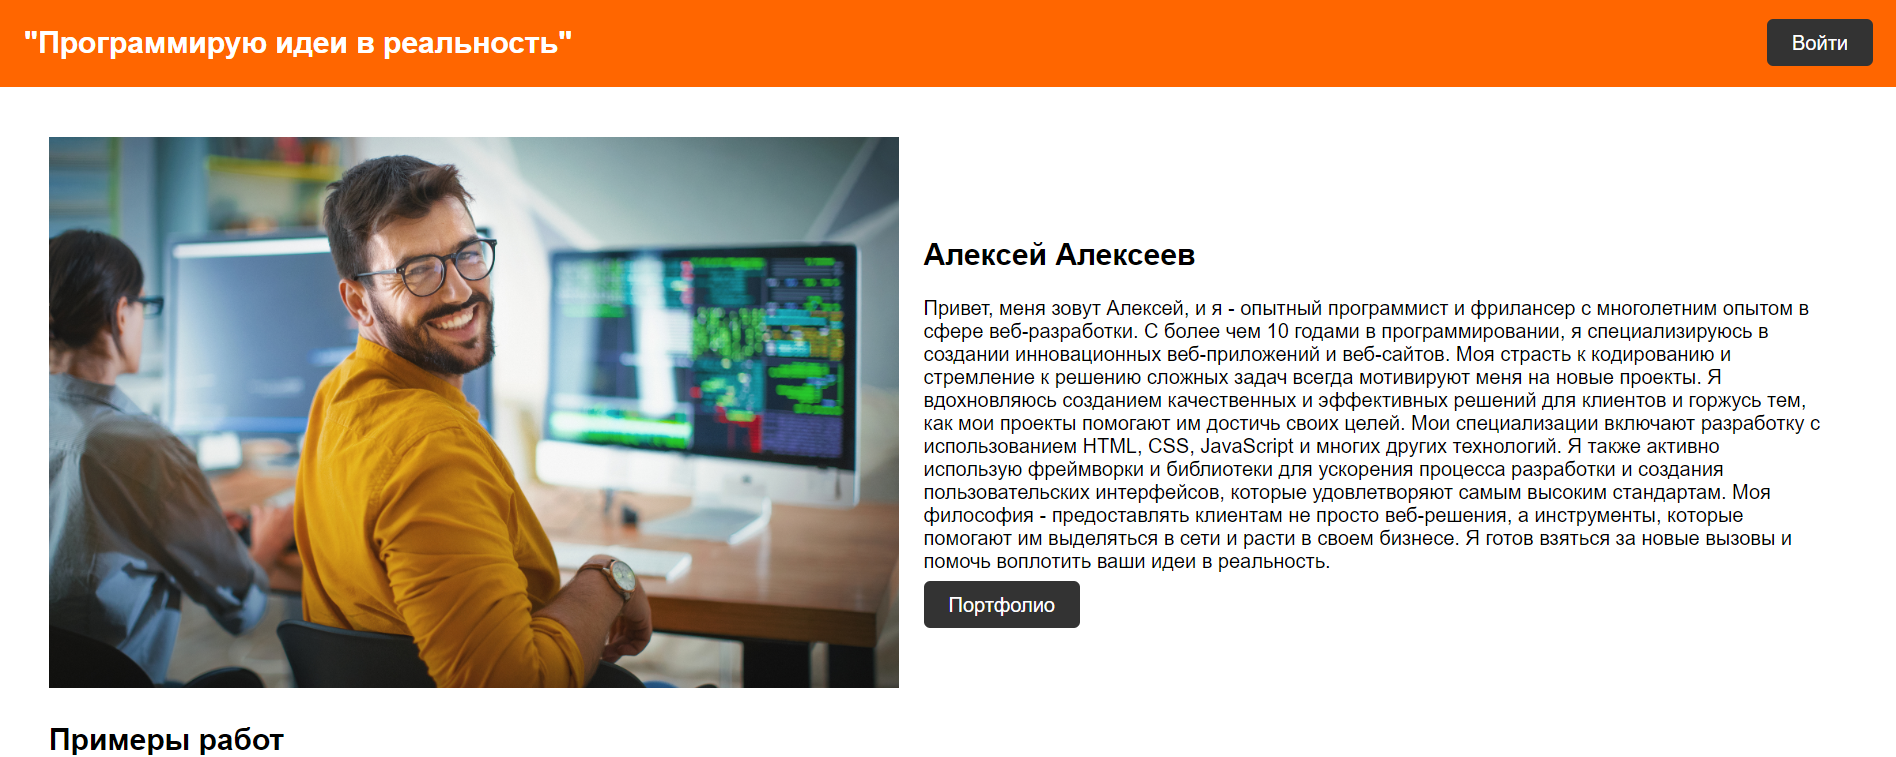 "Программирую идеи в реальность"
Войти
Алексей Алексеев
Привет, меня зовут Алексей, и я - опытный программист и фрилансер с многолетним опытом в
сфере веб-разработки. С более чем 10 годами в программировании, я специализируюсь в
создании инновационных веб-приложений и веб-сайтов. Моя страсть к кодированию и
стремление к решению сложных задач всегда мотивируют меня на новые проекты. Я
вдохновляюсь созданием качественных и эффективных решений для клиентов и горжусь тем,
как мои проекты помогают им достичь своих целей. Мои специализации включают разработку с
использованием HTML, CSS, JavaScript и многих других технологий. Я также активно
использую фреймворки и библиотеки для ускорения процесса разработки и создания
пользовательских интерфейсов, которые удовлетворяют самым высоким стандартам. Моя
философия - предоставлять клиентам не просто веб-решения, а инструменты, которые
помогают им выделяться в сети и расти в своем бизнесе. Я готов взяться за новые вызовы и
помочь воплотить ваши идеи в реальность.
Портфолио
Примеры работ